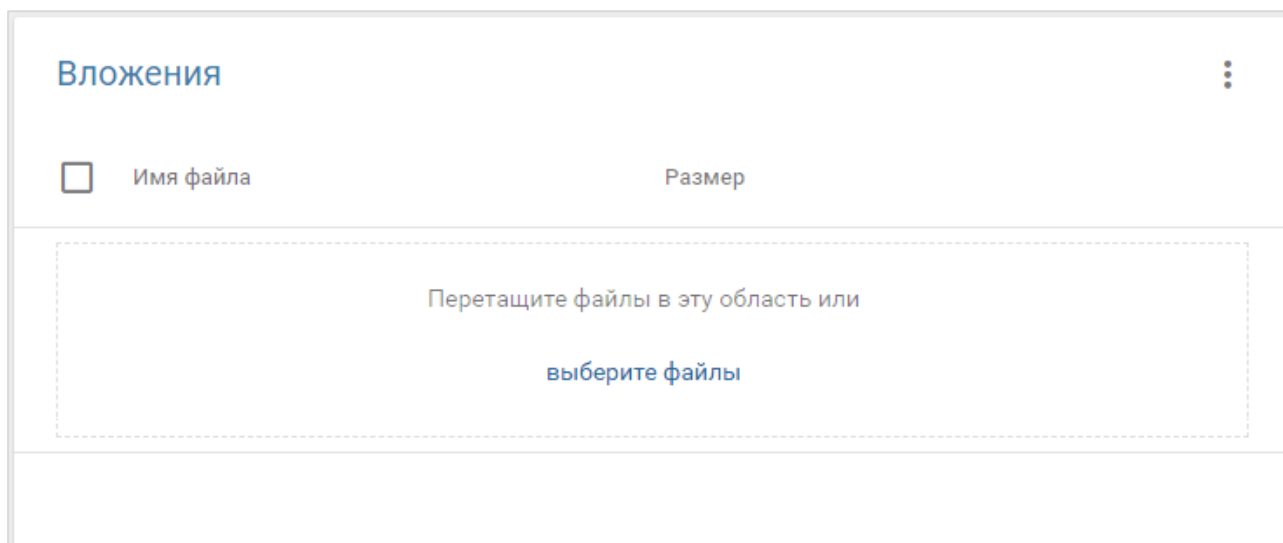 Вложения
Имя файла Размер
Перетащите файлы в эту область или
выберите файлы